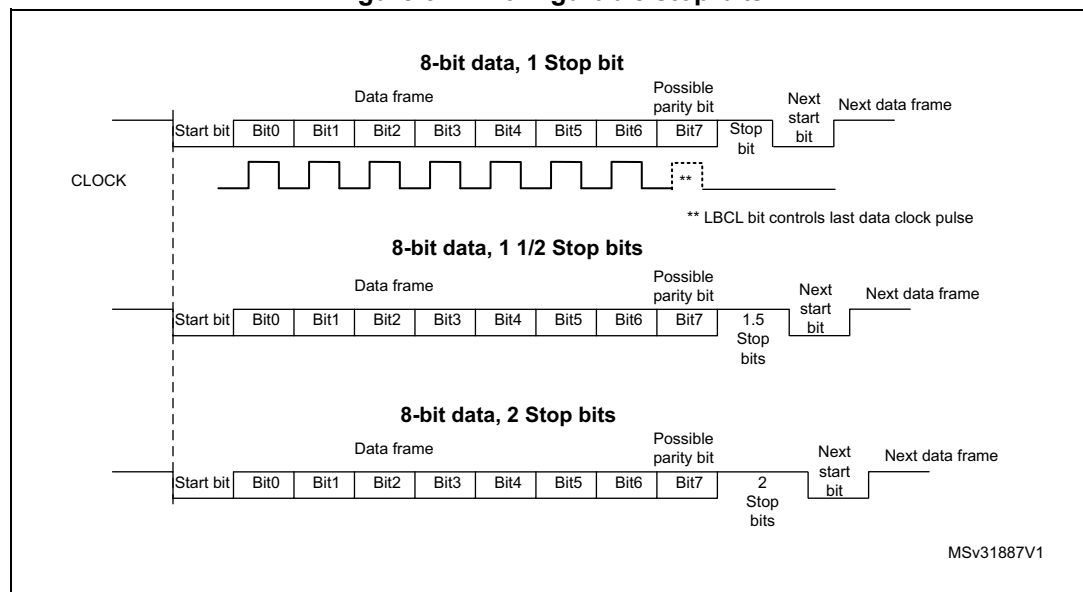 8-bit data, 1 Stop bit
Data frame
Possible
parity bit
Next
start
bit
Next data frame
Start bit Bit0 Bit1 Bit2 Bit3 Bit4 Bit5 Bit6 Bit7 Stop
bit
CLOCK
**
** LBCL bit controls last data clock pulse
8-bit data, 1 1/2 Stop bits
Data frame
Possible
parity bit
Next
start
bit
Next data frame
Start bit Bit0 Bit1 Bit2 Bit3 Bit4 Bit5 Bit6 Bit7 1.5
Stop
bits
8-bit data, 2 Stop bits
Data frame
Possible
parity bit
Next
start
bit
Next data frame
Start bit Bit0 Bit1 Bit2 Bit3 Bit4 Bit5 Bit6 Bit7 2
Stop
bits
MSv31887V1